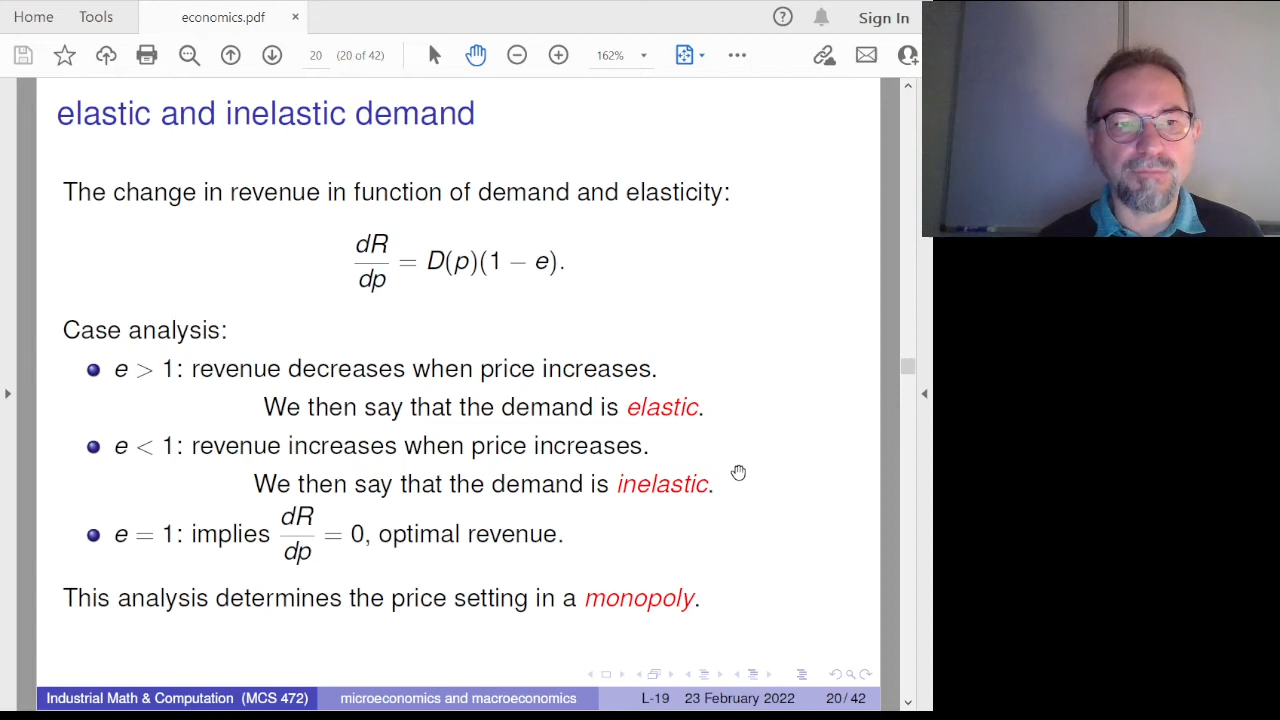 Home Tools economics.pdf × Sign In
20 (20 of 42) 162%
elastic and inelastic demand
The change in revenue in function of demand and elasticity:
dR/dp = D(p)(1 − e).
Case analysis:
e > 1: revenue decreases when price increases.
We then say that the demand is elastic.
e < 1: revenue increases when price increases.
We then say that the demand is inelastic.
e = 1: implies dR/dp = 0, optimal revenue.
This analysis determines the price setting in a monopoly.
Industrial Math & Computation (MCS 472) microeconomics and macroeconomics L-19 23 February 2022 20 / 42